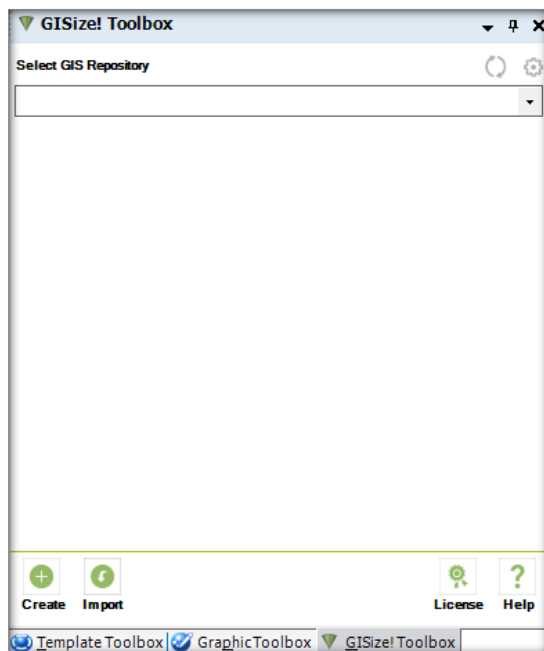 GISize! Toolbox
Select GIS Repository
Create Import License Help
Template Toolbox GraphicToolbox GISize! Toolbox